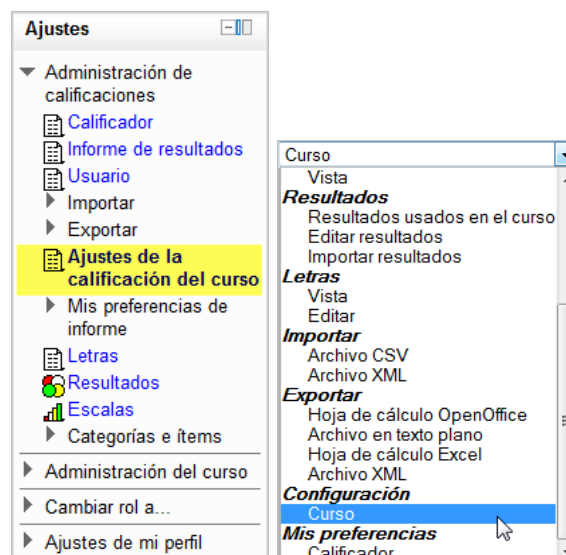 Ajustes
Administración de
calificaciones
Calificador
Informe de resultados
Usuario
Importar
Exportar
Ajustes de la
calificación del curso
Mis preferencias de
informe
Letras
Resultados
Escalas
Categorías e ítems
Administración del curso
Cambiar rol a...
Ajustes de mi perfil
Curso
Vista
Resultados
Resultados usados en el curso
Editar resultados
Importar resultados
Letras
Vista
Editar
Importar
Archivo CSV
Archivo XML
Exportar
Hoja de cálculo OpenOffice
Archivo en texto plano
Hoja de cálculo Excel
Archivo XML
Configuración
Curso
Mis preferencias
Calificador